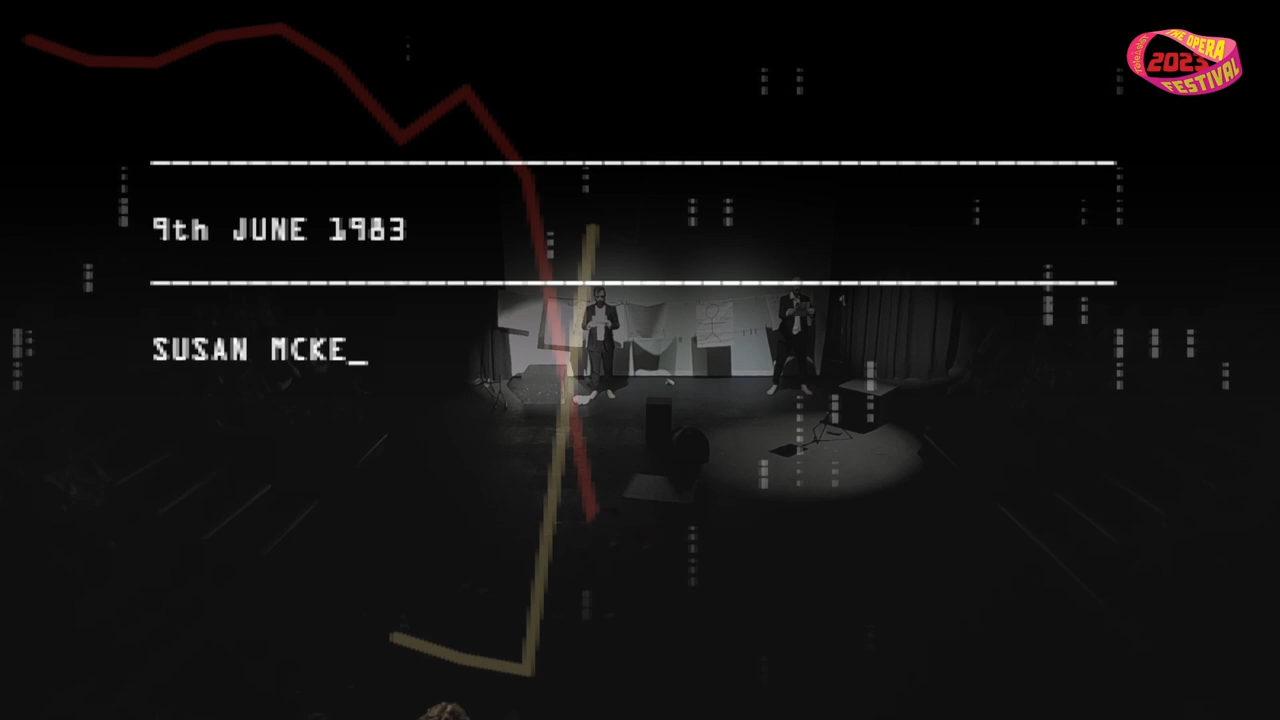 THE OPERA
2023
FESTIVAL
9th JUNE 1983
SUSAN MCKE_